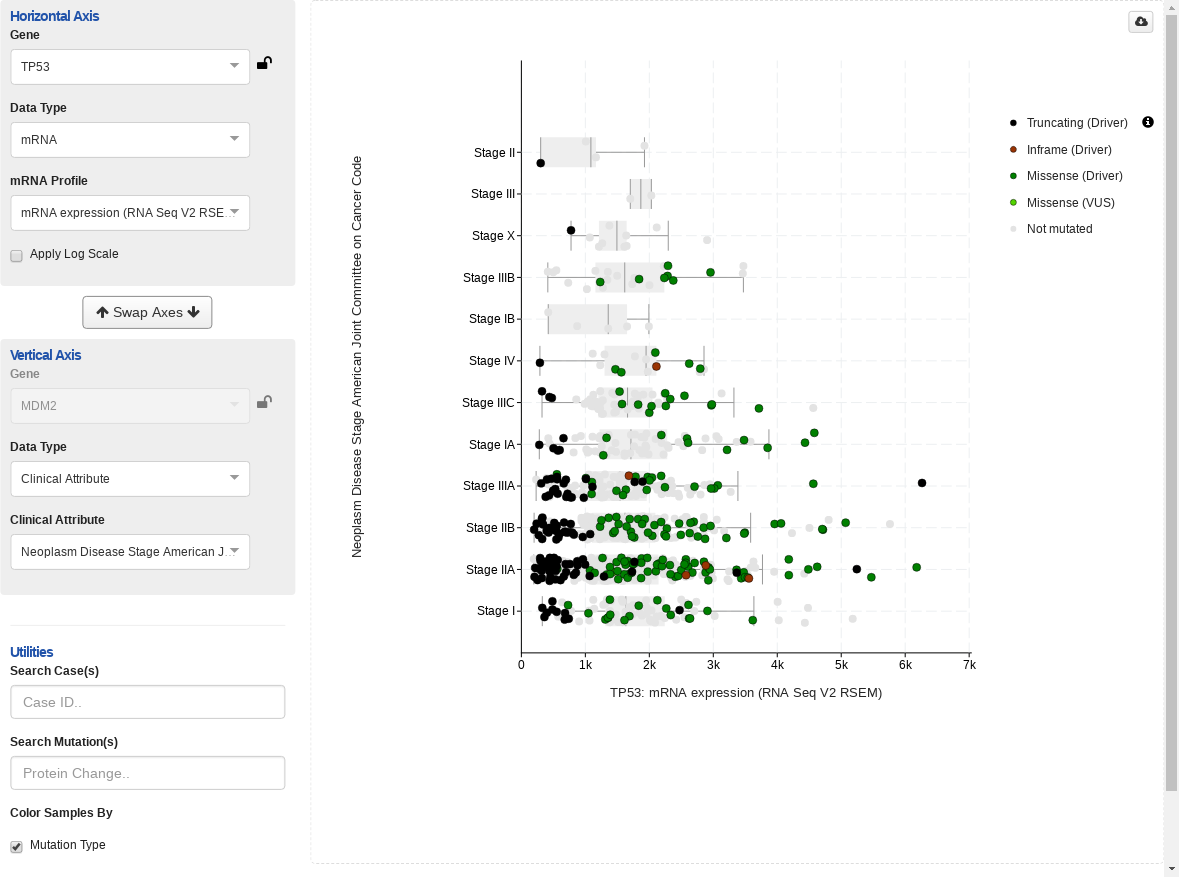 Horizontal Axis
Gene
TP53
Data Type
mRNA
mRNA Profile
mRNA expression (RNA Seq V2 RSE…
Apply Log Scale
Swap Axes
Vertical Axis
Gene
MDM2
Data Type
Clinical Attribute
Clinical Attribute
Neoplasm Disease Stage American J…
Utilities
Search Case(s)
Case ID..
Search Mutation(s)
Protein Change..
Color Samples By
Mutation Type
Neoplasm Disease Stage American Joint Committee on Cancer Code
Stage II
Stage III
Stage X
Stage IIIB
Stage IB
Stage IV
Stage IIIC
Stage IA
Stage IIIA
Stage IIB
Stage IIA
Stage I
0 1k 2k 3k 4k 5k 6k 7k
TP53: mRNA expression (RNA Seq V2 RSEM)
Truncating (Driver)
Inframe (Driver)
Missense (Driver)
Missense (VUS)
Not mutated